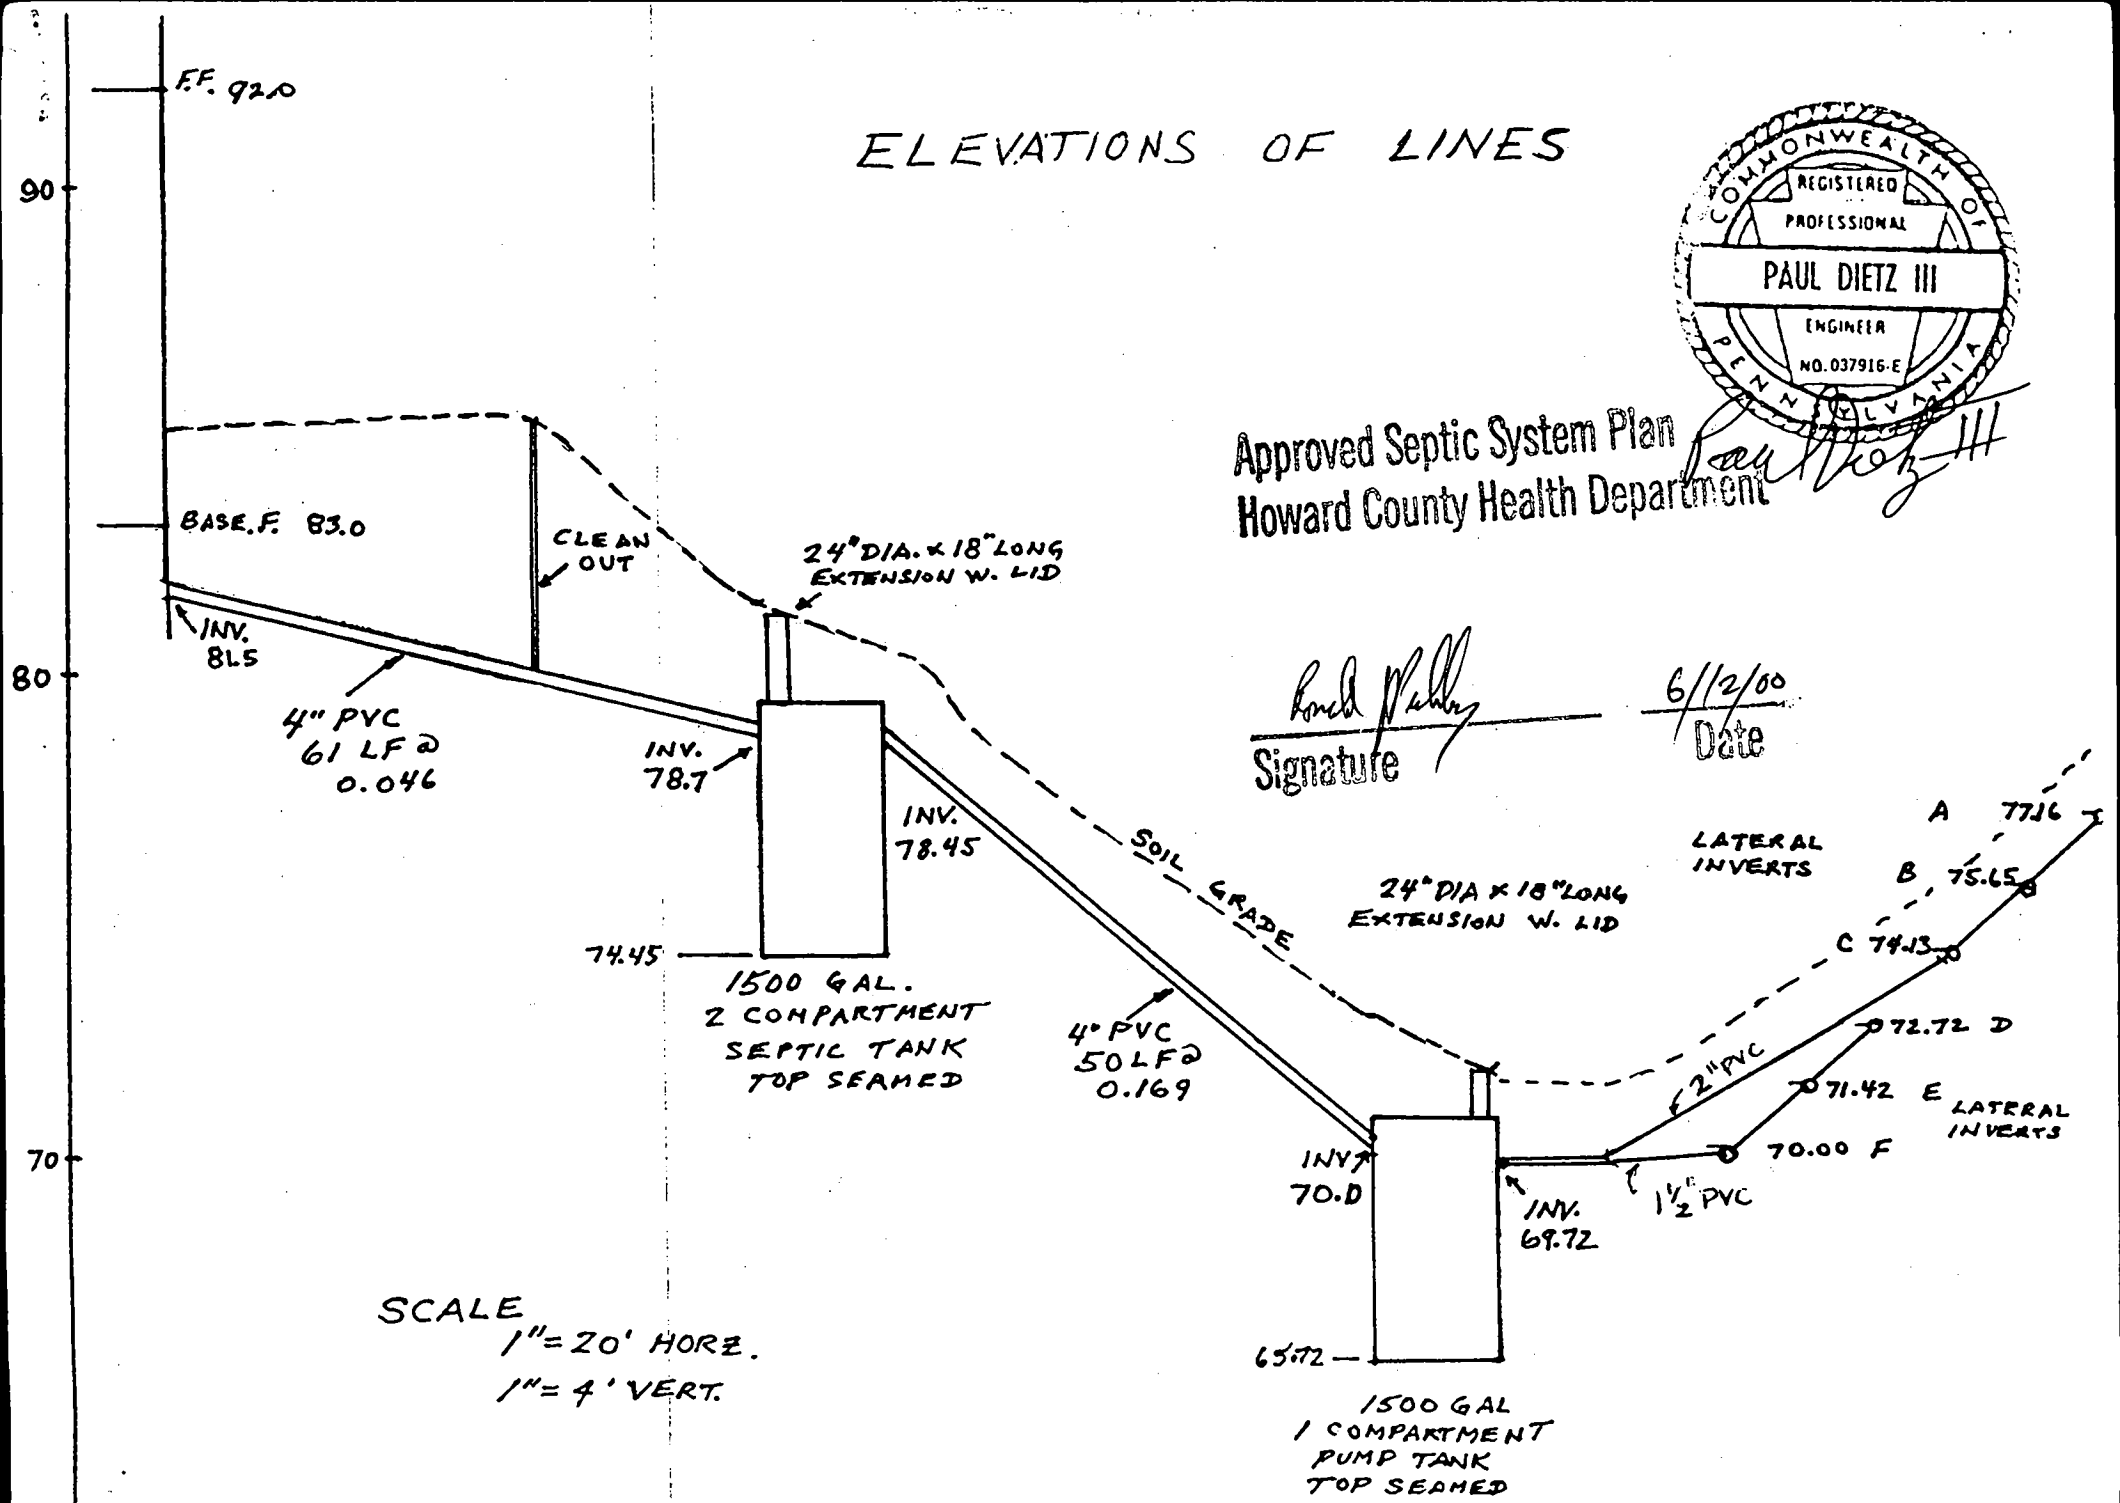 F.F. 92.0
ELEVATIONS OF LINES
COMMONWEALTH OF
REGISTERED
PROFESSIONAL
PAUL DIETZ III
ENGINEER
NO. 037916-E
PENNSYLVANIA
90
Approved Septic System Plan
Howard County Health Department
BASE.F. 83.0
CLEAN
OUT
24" DIA. x 18" LONG
EXTENSION W. LID
INV.
81.5
80
4" PVC
61 LF @
0.046
INV.
78.7
INV.
78.45
6/12/00
Signature
Date
SOIL GRADE
24" DIA x 18" LONG
EXTENSION W. LID
LATERAL
INVERTS
A 77.16
B 75.65
C 74.13
72.72 D
71.42 E
70.00 F
LATERAL
INVERTS
74.45
1500 GAL.
2 COMPARTMENT
SEPTIC TANK
TOP SEAMED
4" PVC
50 LF @
0.169
2" PVC
1 1/2" PVC
70
INV
70.0
INV.
69.72
65.72
1500 GAL
1 COMPARTMENT
PUMP TANK
TOP SEAMED
SCALE
1" = 20' HORZ.
1" = 4' VERT.